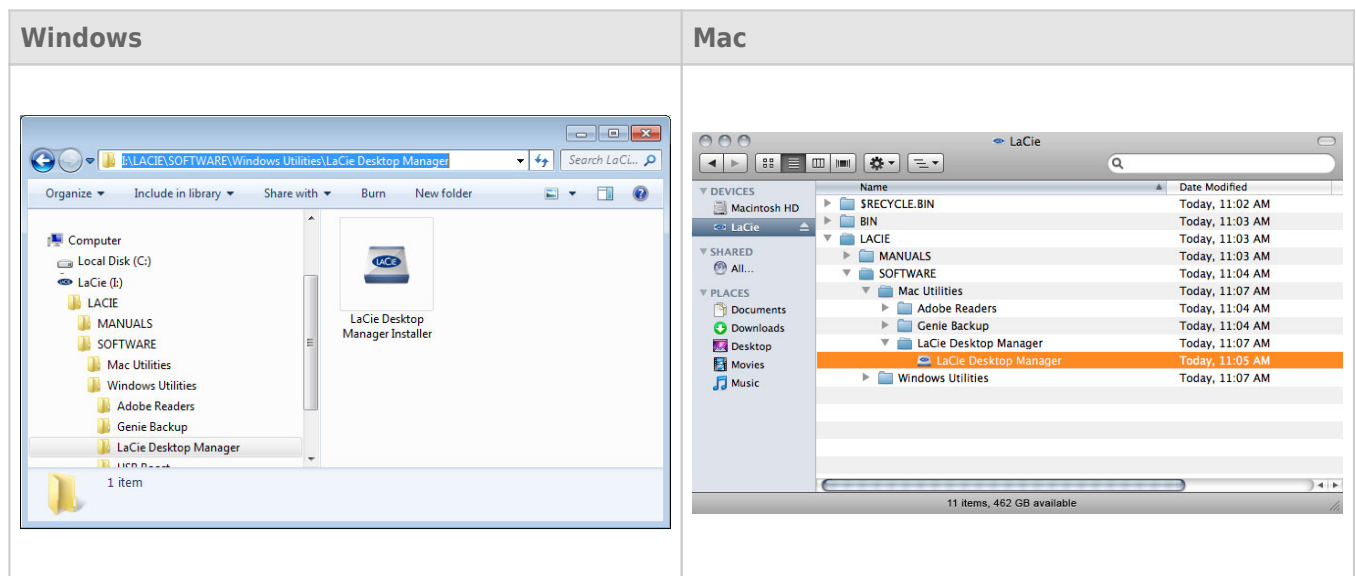 Windows
Mac
I:\LACIE\SOFTWARE\Windows Utilities\LaCie Desktop Manager
Search LaCi...
Organize
Include in library
Share with
Burn
New folder
Computer
Local Disk (C:)
LaCie (I:)
LACIE
MANUALS
SOFTWARE
Mac Utilities
Windows Utilities
Adobe Readers
Genie Backup
LaCie Desktop Manager
LACIE
LaCie Desktop
Manager Installer
1 item
LaCie
DEVICES
Macintosh HD
LaCie
SHARED
All...
PLACES
Documents
Downloads
Desktop
Movies
Music
Name Date Modified
$RECYCLE.BIN Today, 11:02 AM
BIN Today, 11:03 AM
LACIE Today, 11:03 AM
MANUALS Today, 11:03 AM
SOFTWARE Today, 11:04 AM
Mac Utilities Today, 11:07 AM
Adobe Readers Today, 11:04 AM
Genie Backup Today, 11:04 AM
LaCie Desktop Manager Today, 11:07 AM
LaCie Desktop Manager Today, 11:05 AM
Windows Utilities Today, 11:07 AM
11 items, 462 GB available